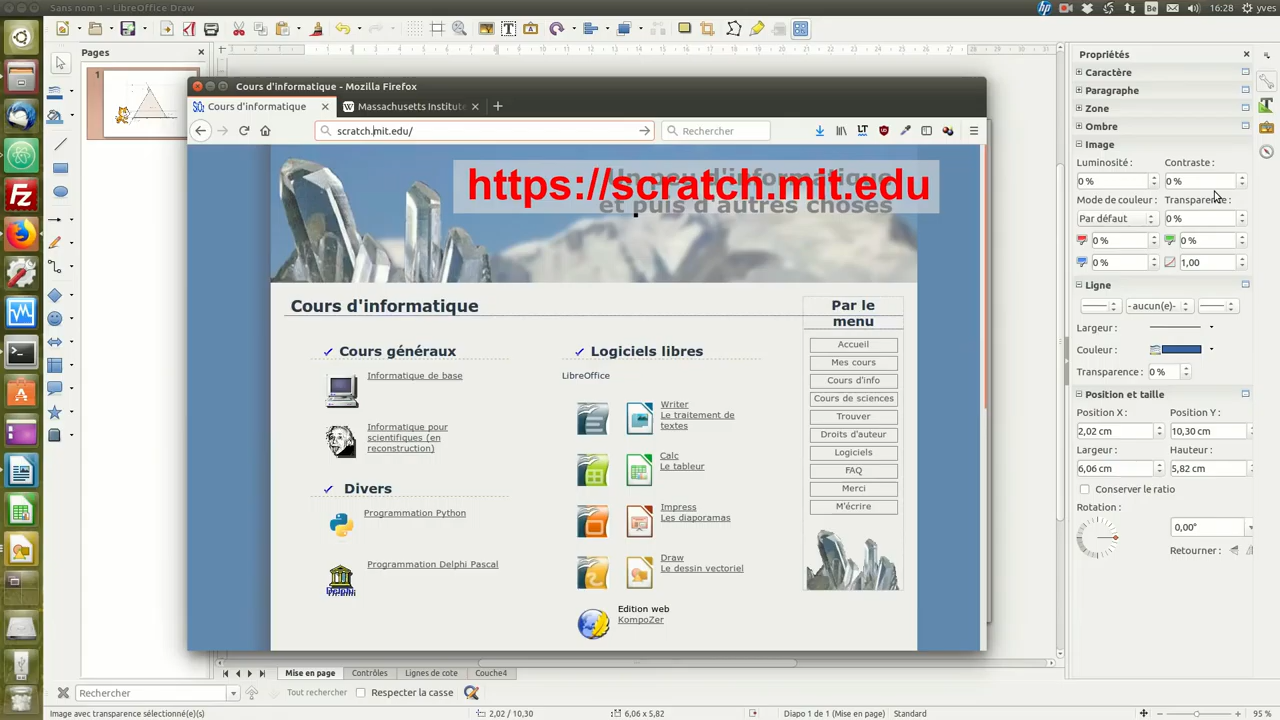 Sans nom 1 - LibreOffice Draw
Be
16:28
yves
Pages
1
Cours d'informatique - Mozilla Firefox
Cours d'informatique
Massachusetts Institute
scratch.mit.edu/
Rechercher
Un peu d'informatique
et puis d'autres choses
https://scratch.mit.edu
Cours d'informatique
Cours généraux
Informatique de base
Informatique pour
scientifiques (en
reconstruction)
Divers
Programmation Python
Programmation Delphi Pascal
Logiciels libres
LibreOffice
Writer
Le traitement de
textes
Calc
Le tableur
Impress
Les diaporamas
Draw
Le dessin vectoriel
Edition web
KompoZer
Par le
menu
Accueil
Mes cours
Cours d'info
Cours de sciences
Trouver
Droits d'auteur
Logiciels
FAQ
Merci
M'écrire
Propriétés
Caractère
Paragraphe
Zone
Ombre
Image
Luminosité :
Contraste :
0 %
0 %
Mode de couleur :
Transparence :
Par défaut
0 %
0 %
0 %
0 %
1,00
Ligne
- aucun(e)-
Largeur :
Couleur :
Transparence :
0 %
Position et taille
Position X :
Position Y :
2,02 cm
10,30 cm
Largeur :
Hauteur :
6,06 cm
5,82 cm
Conserver le ratio
Rotation :
0,00°
Retourner :
Mise en page
Contrôles
Lignes de cote
Couche4
Rechercher
Tout rechercher
Respecter la casse
Image avec transparence sélectionné(e)(s)
2,02 / 10,30
6,06 x 5,82
Diapo 1 de 1 (Mise en page)
Standard
95 %